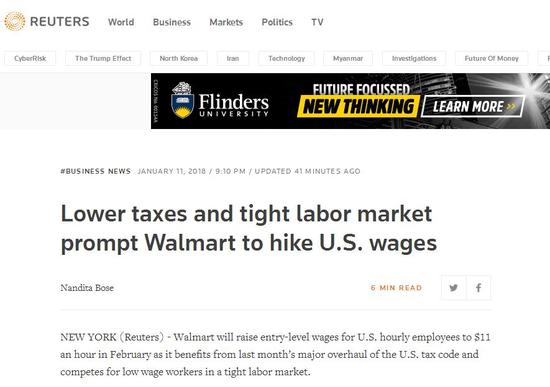 REUTERS World Business Markets Politics TV
CyberRisk The Trump Effect North Korea Iran Technology Myanmar Investigations Future Of Money
Flinders
UNIVERSITY
FUTURE FOCUSSED
NEW THINKING
LEARN MORE >>
#BUSINESS NEWS JANUARY 11, 2018 / 9:10 PM / UPDATED 41 MINUTES AGO
Lower taxes and tight labor market
prompt Walmart to hike U.S. wages
Nandita Bose 6 MIN READ
NEW YORK (Reuters) - Walmart will raise entry-level wages for U.S. hourly employees to $11
an hour in February as it benefits from last month’s major overhaul of the U.S. tax code and
competes for low wage workers in a tight labor market.